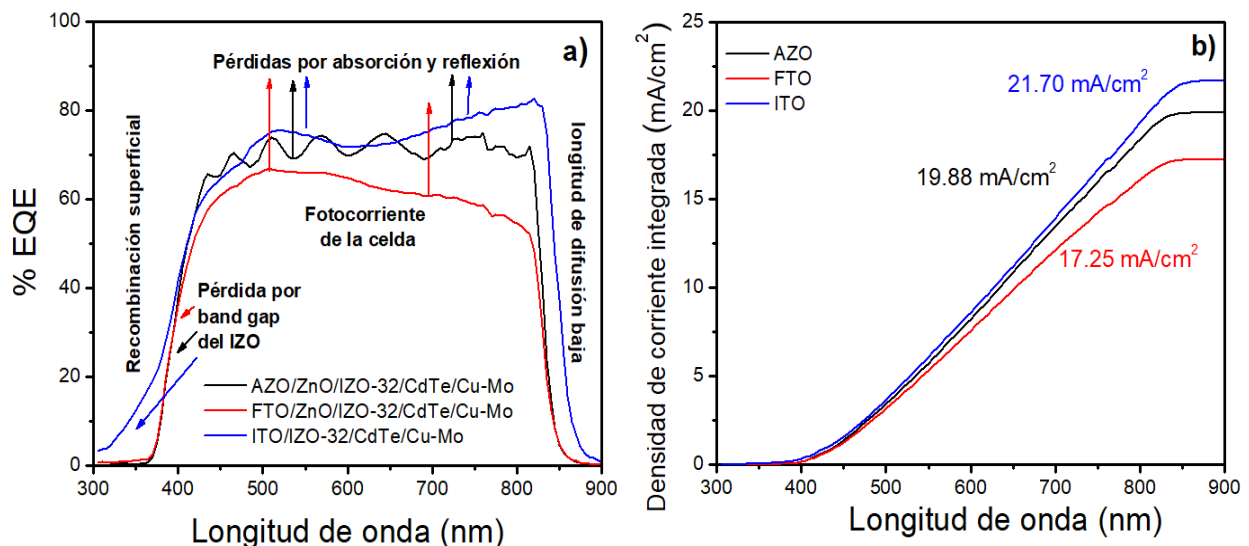 a)
Pérdidas por absorción y reflexión
Recombinación superficial
Fotocorriente
de la celda
longitud de difusión baja
Pérdida por
band gap
del IZO
AZO/ZnO/IZO-32/CdTe/Cu-Mo
FTO/ZnO/IZO-32/CdTe/Cu-Mo
ITO/IZO-32/CdTe/Cu-Mo
% EQE
100
80
60
40
20
0
300 400 500 600 700 800 900
Longitud de onda (nm)
b)
AZO
FTO
ITO
21.70 mA/cm²
19.88 mA/cm²
17.25 mA/cm²
Densidad de corriente integrada (mA/cm²)
25
20
15
10
5
0
300 400 500 600 700 800 900
Longitud de onda (nm)